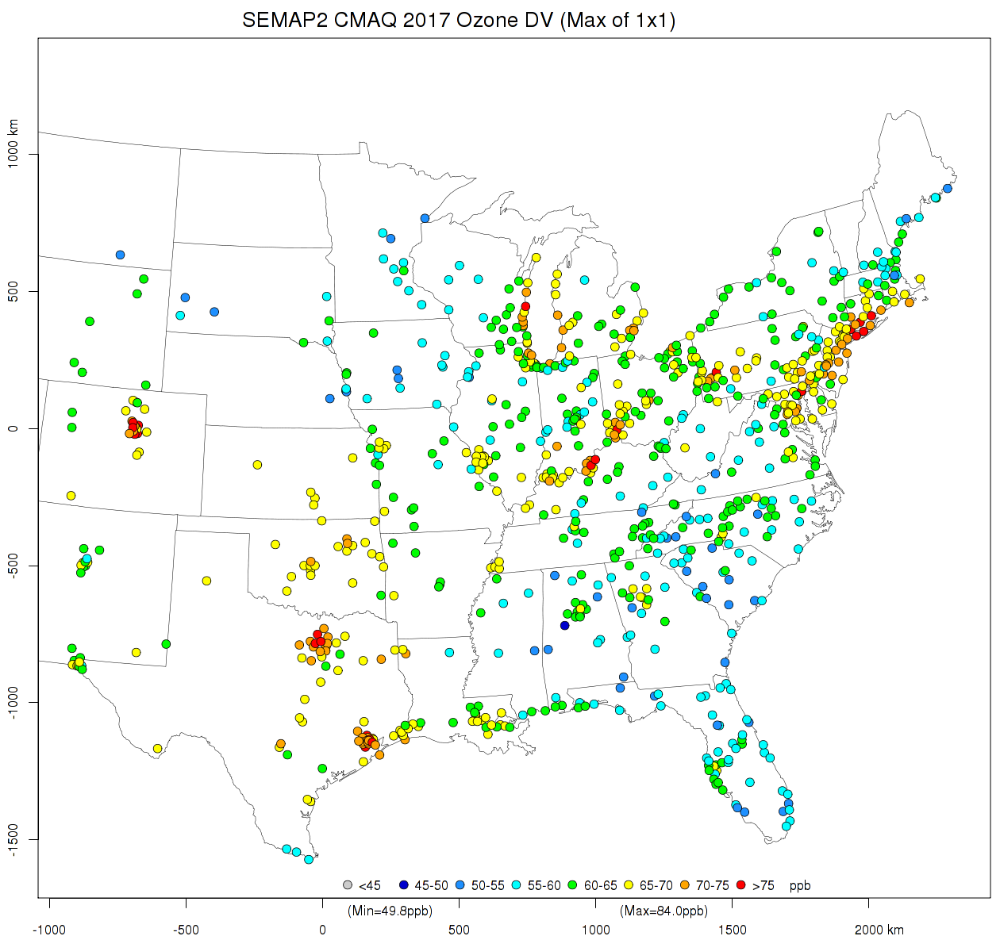 SEMAP2 CMAQ 2017 Ozone DV (Max of 1x1)
1000 km
500
0
-500
-1000
-1500
<45 45-50 50-55 55-60 60-65 65-70 70-75 >75 ppb
(Min=49.8ppb) (Max=84.0ppb)
-1000 -500 0 500 1000 1500 2000 km